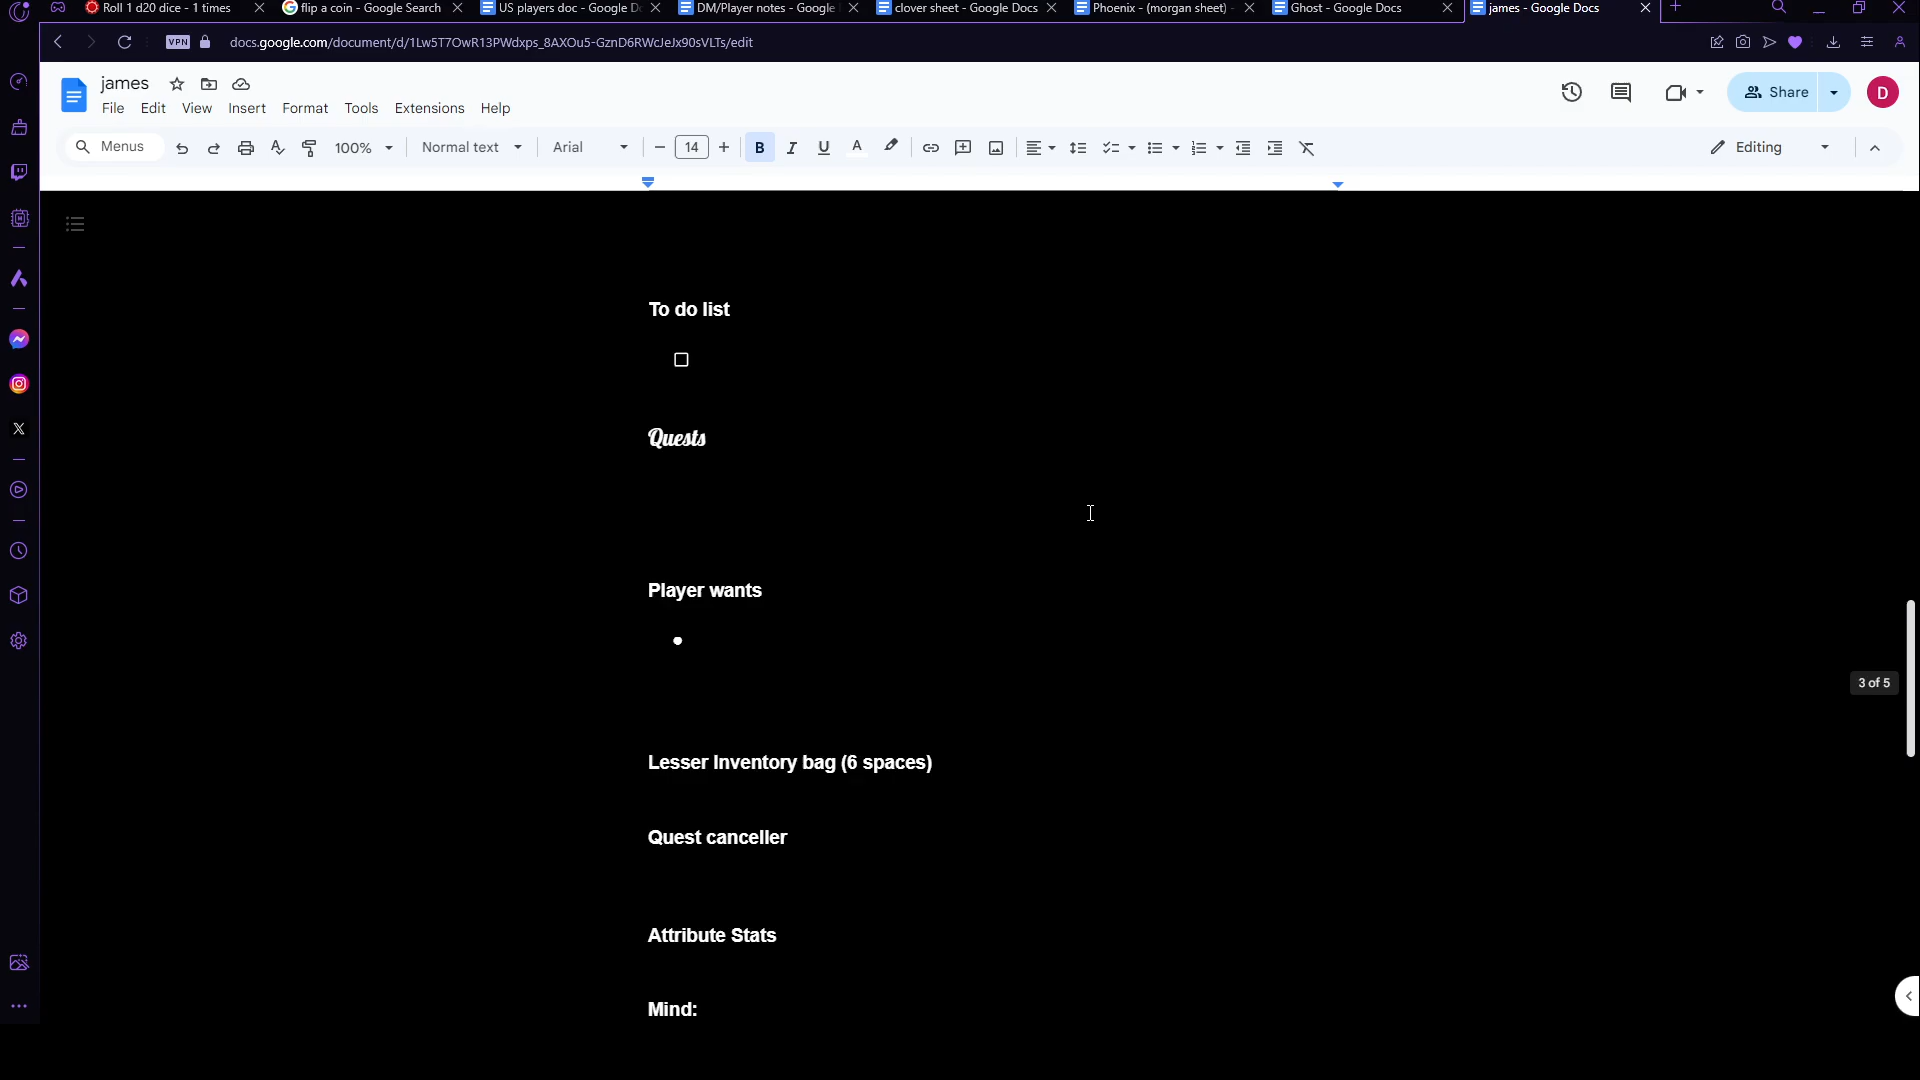 Roll 1 d20 dice - 1 times
flip a coin - Google Search
US players doc - Google D
DM/Player notes - Google
clover sheet - Google Docs
Phoenix - (morgan sheet) -
Ghost - Google Docs
james - Google Docs
VPN
docs.google.com/document/d/1Lw5T7OwR13PWdxps_8AXOu5-GznD6RWcJeJx90sVLTs/edit
james
Share
D
File Edit View Insert Format Tools Extensions Help
Menus 100% Normal text Arial 14 B I U A Editing
To do list
Quests
Player wants
3 of 5
Lesser Inventory bag (6 spaces)
Quest canceller
Attribute Stats
Mind: